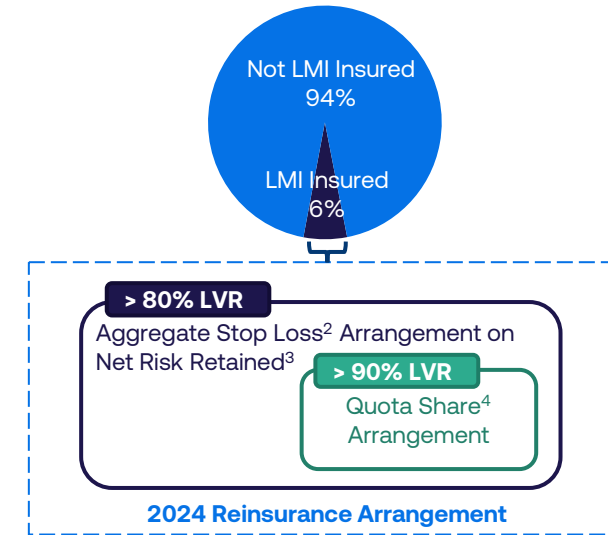 Not LMI Insured
94%
LMI Insured
6%
> 80% LVR
Aggregate Stop Loss² Arrangement on
Net Risk Retained³
> 90% LVR
Quota Share⁴
Arrangement
2024 Reinsurance Arrangement